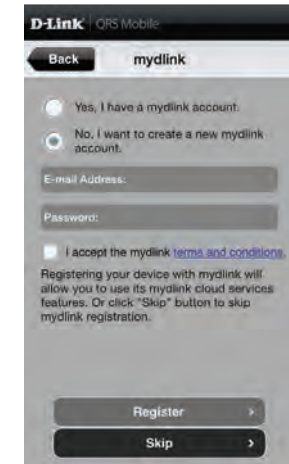 D-Link QRS Mobile
Back mydlink
Yes, I have a mydlink account.
No, I want to create a new mydlink
account.
E-mail Address:
Password:
I accept the mydlink terms and conditions.
Registering your device with mydlink will
allow you to use its mydlink cloud services
features. Or click "Skip" button to skip
mydlink registration.
Register >
Skip >